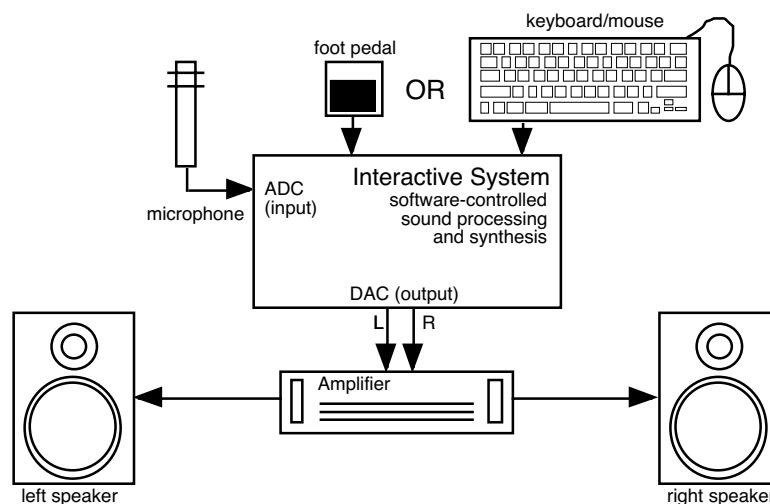 keyboard/mouse
foot pedal
OR
microphone
ADC
(input)
Interactive System
software-controlled
sound processing
and synthesis
DAC (output)
L
R
Amplifier
left speaker
right speaker